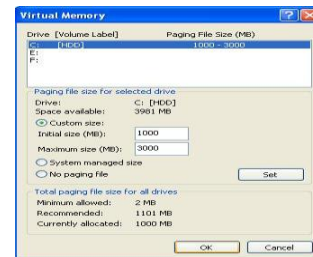 Virtual Memory
Drive [Volume Label] Paging File Size (MB)
C: [HDD] 1000 - 3000
E:
F:
Paging file size for selected drive
Drive: C: [HDD]
Space available: 3981 MB
Custom size:
Initial size (MB): 1000
Maximum size (MB): 3000
System managed size
No paging file Set
Total paging file size for all drives
Minimum allowed: 2 MB
Recommended: 1101 MB
Currently allocated: 1000 MB
OK Cancel